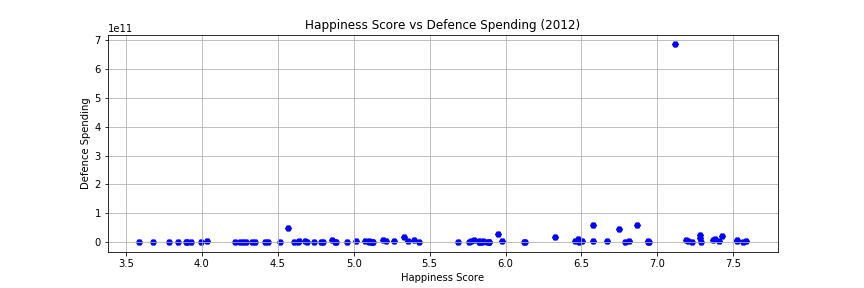 Happiness Score vs Defence Spending (2012)
1e11
7
6
5
4
3
2
1
0
Defence Spending
3.5 4.0 4.5 5.0 5.5 6.0 6.5 7.0 7.5
Happiness Score